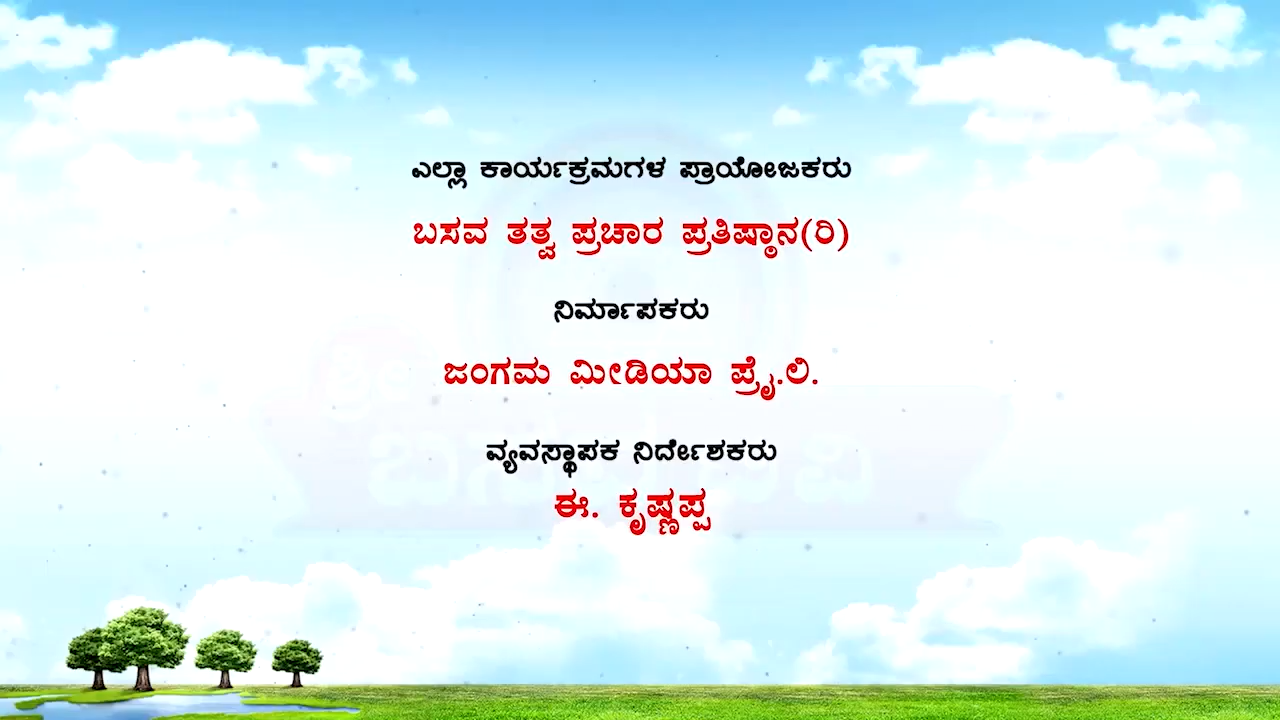 ಎಲ್ಲಾ ಕಾರ್ಯಕ್ರಮಗಳ ಪ್ರಾಯೋಜಕರು
ಬಸವ ತತ್ವ ಪ್ರಚಾರ ಪ್ರತಿಷ್ಠಾನ(ರಿ)
ನಿರ್ಮಾಪಕರು
ಜಂಗಮ ಮೀಡಿಯಾ ಪ್ರೈ.ಲಿ.
ವ್ಯವಸ್ಥಾಪಕ ನಿರ್ದೇಶಕರು
ಈ. ಕೃಷ್ಣಪ್ಪ